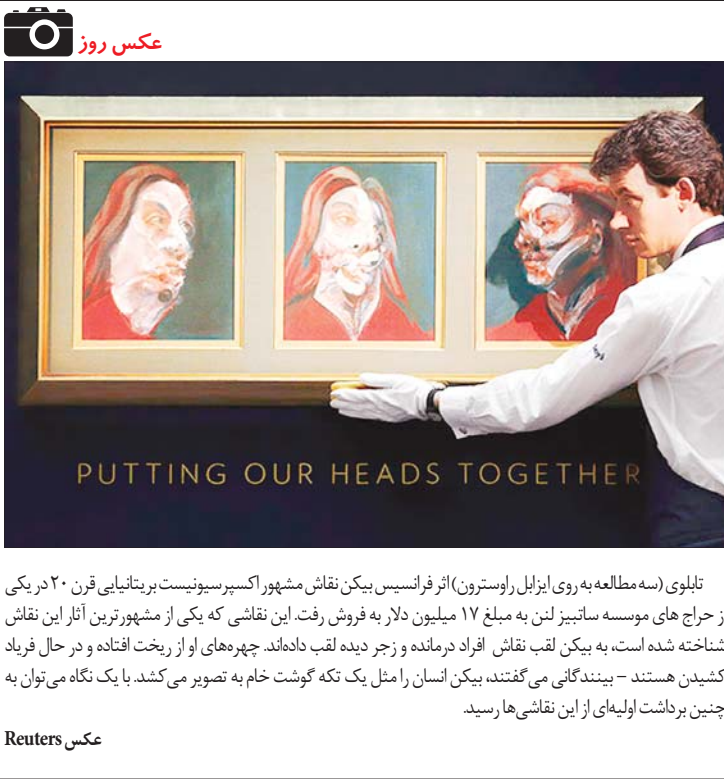 عکس روز
PUTTING OUR HEADS TOGETHER
تابلوی (سه مطالعه به روی ایزابل راوسترون) اثر فرانسیس بیکن نقاش مشهور اکسپرسیونیست بریتانیایی قرن ۲۰ در یکی
ز حراج های موسسه ساتبیز لنن به مبلغ ۱۷ میلیون دلار به فروش رفت. این نقاشی که یکی از مشهورترین آثار این نقاش
شناخته شده است، به بیکن لقب نقاش افراد درمانده و زجر دیده لقب داده‌اند. چهره‌های او از ریخت افتاده و در حال فریاد
کشیدن هستند – بینندگانی می‌گفتند، بیکن انسان را مثل یک تکه گوشت خام به تصویر می‌کشد. با یک نگاه می‌توان به
چنین برداشت اولیه‌ای از این نقاشی‌ها رسید.
عکس Reuters